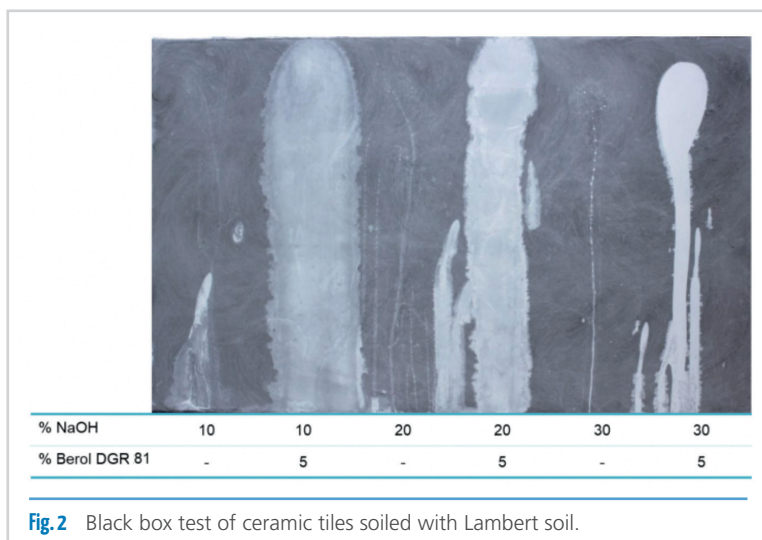 % NaOH 10 10 20 20 30 30
% Berol DGR 81 - 5 - 5 - 5
Fig. 2 Black box test of ceramic tiles soiled with Lambert soil.